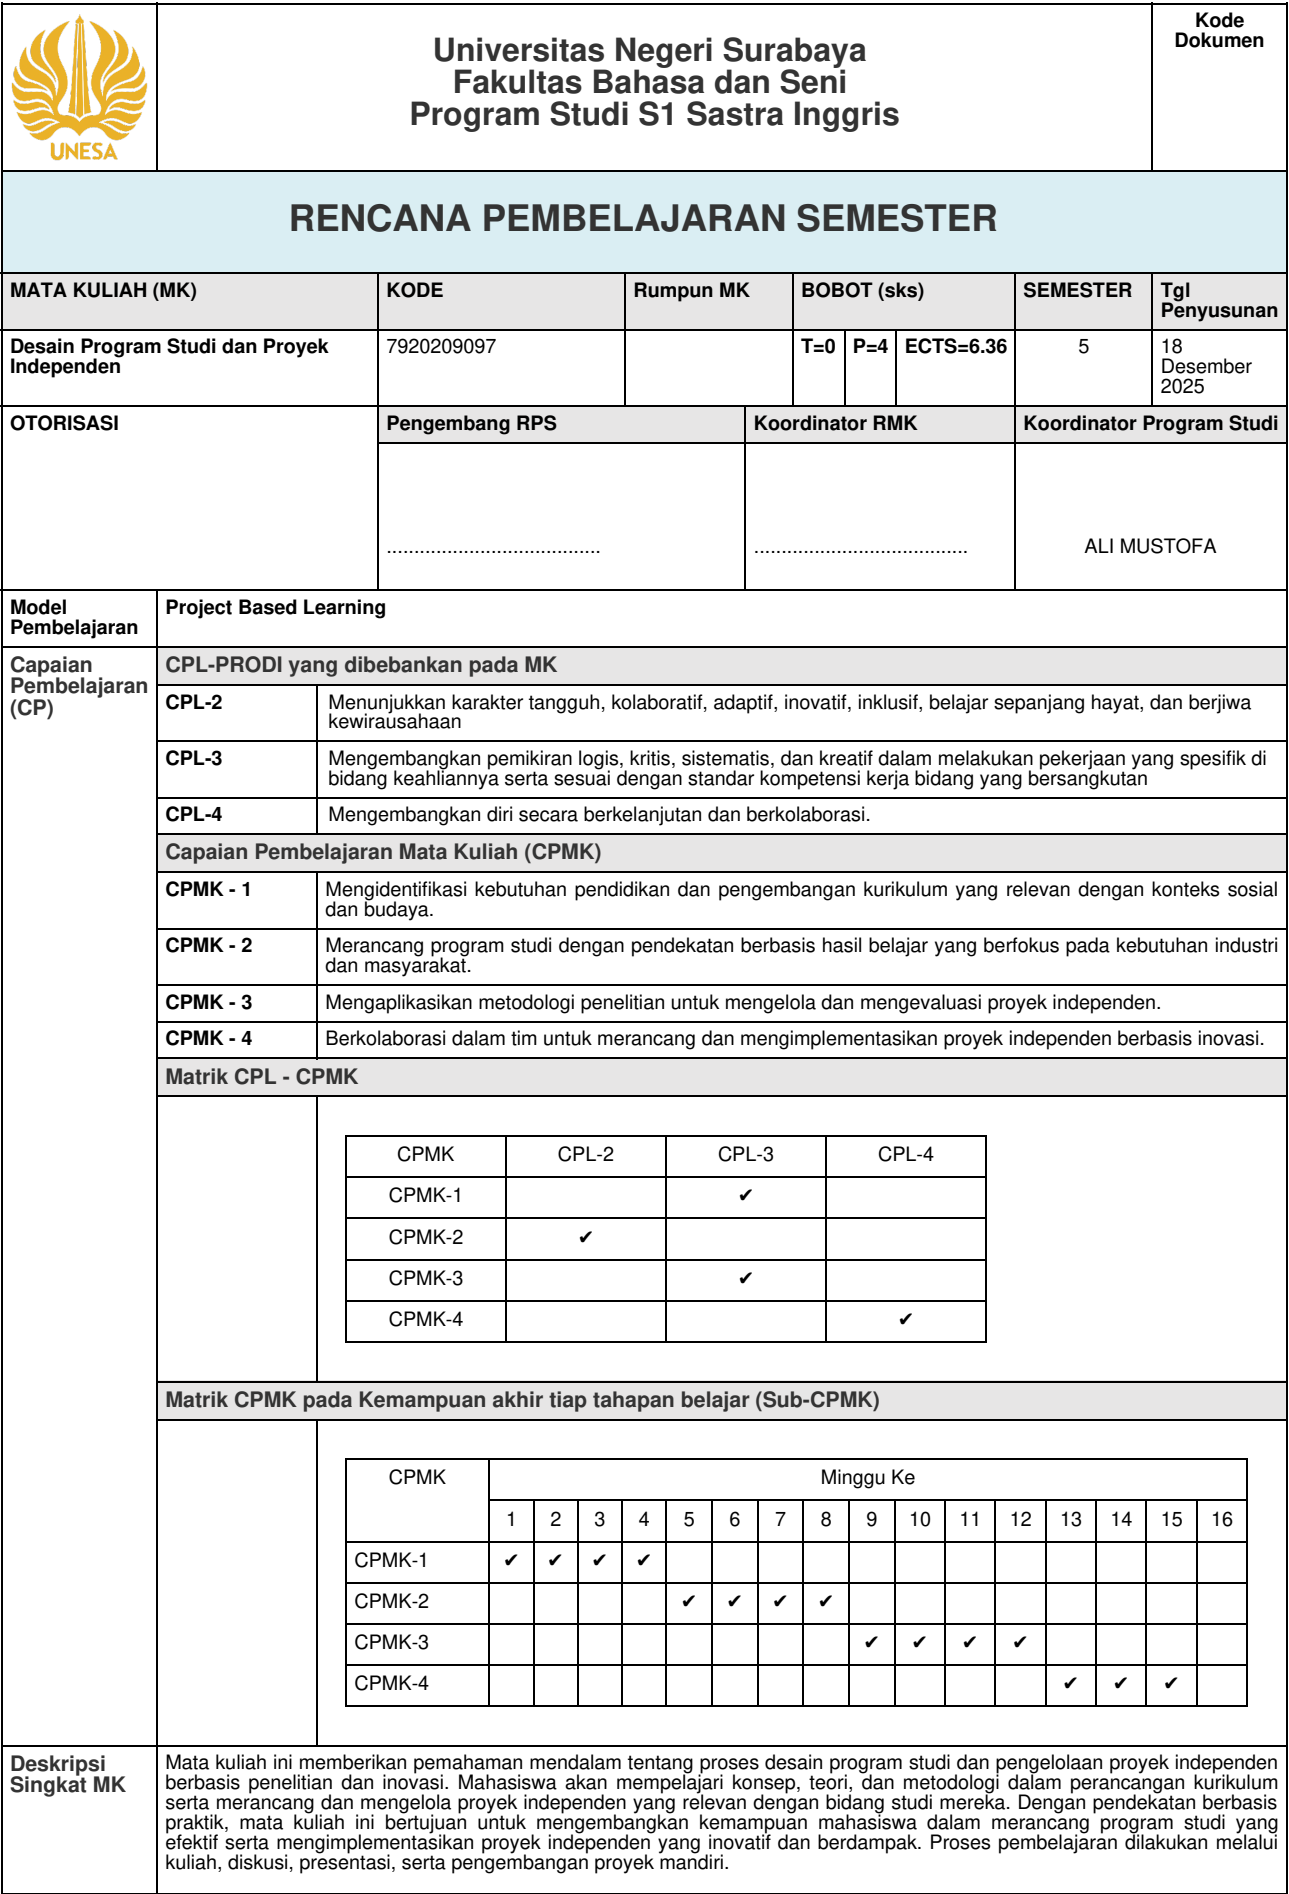 UNESA
Universitas Negeri Surabaya
Fakultas Bahasa dan Seni
Program Studi S1 Sastra Inggris
Kode
Dokumen
RENCANA PEMBELAJARAN SEMESTER
MATA KULIAH (MK)
KODE
Rumpun MK
BOBOT (sks)
SEMESTER
Tgl
Penyusunan
Desain Program Studi dan Proyek
Independen
7920209097
T=0
P=4
ECTS=6.36
5
18
Desember
2025
OTORISASI
Pengembang RPS
Koordinator RMK
Koordinator Program Studi
.......................................
.......................................
ALI MUSTOFA
Model
Pembelajaran
Project Based Learning
Capaian
Pembelajaran
(CP)
CPL-PRODI yang dibebankan pada MK
CPL-2
Menunjukkan karakter tangguh, kolaboratif, adaptif, inovatif, inklusif, belajar sepanjang hayat, dan berjiwa
kewirausahaan
CPL-3
Mengembangkan pemikiran logis, kritis, sistematis, dan kreatif dalam melakukan pekerjaan yang spesifik di
bidang keahliannya serta sesuai dengan standar kompetensi kerja bidang yang bersangkutan
CPL-4
Mengembangkan diri secara berkelanjutan dan berkolaborasi.
Capaian Pembelajaran Mata Kuliah (CPMK)
CPMK - 1
Mengidentifikasi kebutuhan pendidikan dan pengembangan kurikulum yang relevan dengan konteks sosial
dan budaya.
CPMK - 2
Merancang program studi dengan pendekatan berbasis hasil belajar yang berfokus pada kebutuhan industri
dan masyarakat.
CPMK - 3
Mengaplikasikan metodologi penelitian untuk mengelola dan mengevaluasi proyek independen.
CPMK - 4
Berkolaborasi dalam tim untuk merancang dan mengimplementasikan proyek independen berbasis inovasi.
Matrik CPL - CPMK
CPMK CPL-2 CPL-3 CPL-4
CPMK-1 ✔
CPMK-2 ✔
CPMK-3 ✔
CPMK-4 ✔
Matrik CPMK pada Kemampuan akhir tiap tahapan belajar (Sub-CPMK)
CPMK Minggu Ke
1 2 3 4 5 6 7 8 9 10 11 12 13 14 15 16
CPMK-1 ✔ ✔ ✔ ✔
CPMK-2 ✔ ✔ ✔ ✔
CPMK-3 ✔ ✔ ✔ ✔
CPMK-4 ✔ ✔ ✔
Deskripsi
Singkat MK
Mata kuliah ini memberikan pemahaman mendalam tentang proses desain program studi dan pengelolaan proyek independen
berbasis penelitian dan inovasi. Mahasiswa akan mempelajari konsep, teori, dan metodologi dalam perancangan kurikulum
serta merancang dan mengelola proyek independen yang relevan dengan bidang studi mereka. Dengan pendekatan berbasis
praktik, mata kuliah ini bertujuan untuk mengembangkan kemampuan mahasiswa dalam merancang program studi yang
efektif serta mengimplementasikan proyek independen yang inovatif dan berdampak. Proses pembelajaran dilakukan melalui
kuliah, diskusi, presentasi, serta pengembangan proyek mandiri.